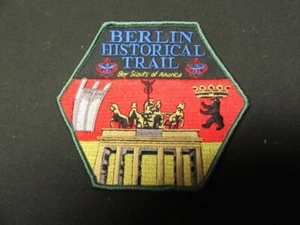 BERLIN
HISTORICAL
TRAIL
Boy Scouts of America